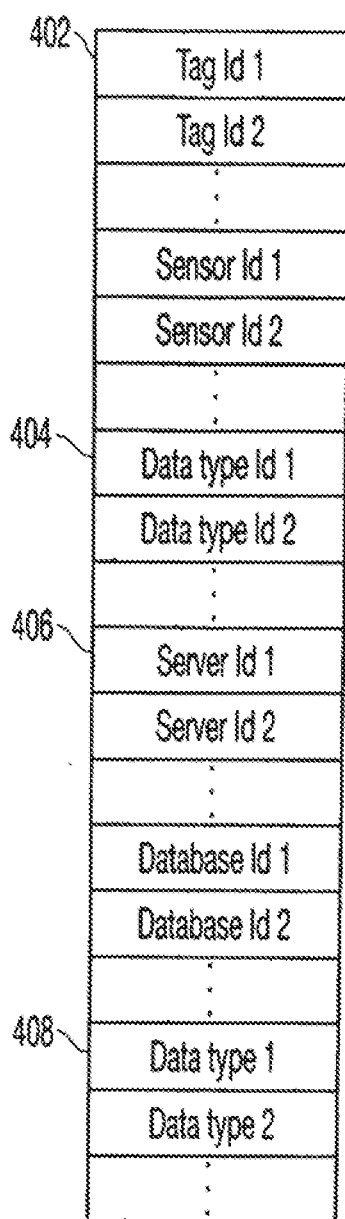 402
Tag Id 1
Tag Id 2
Sensor Id 1
Sensor Id 2
404
Data type Id 1
Data type Id 2
406
Server Id 1
Server Id 2
Database Id 1
Database Id 2
408
Data type 1
Data type 2